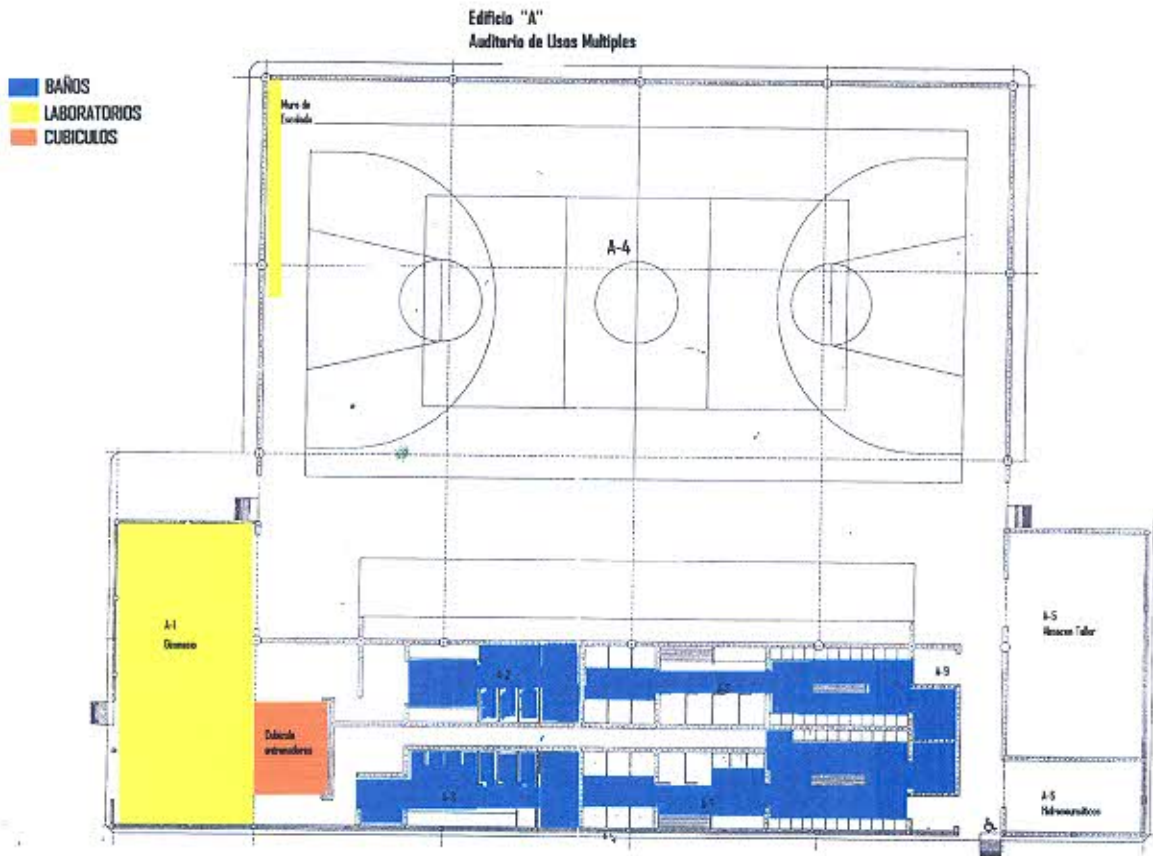 Edificio "A"
Auditorio de Usos Multiples
BAÑOS
LABORATORIOS
CUBICULOS
Muro de
Escalada
A-4
A-1
Gimnasio
A-5
Almacen Taller
A-2
A-9
Cubiculo
entrenadores
A-3
A-6
Hidroneumáticos